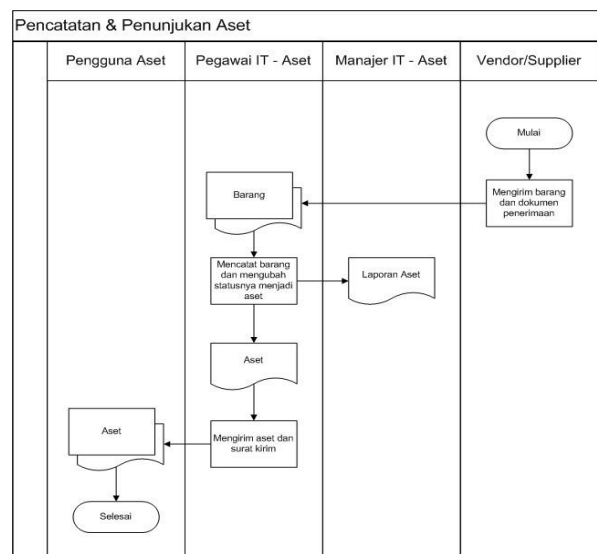 Pencatatan & Penunjukan Aset
Pengguna Aset
Pegawai IT - Aset
Manajer IT - Aset
Vendor/Supplier
Mulai
Mengirim barang
dan dokumen
penerimaan
Barang
Mencatat barang
dan mengubah
statusnya menjadi
aset
Laporan Aset
Aset
Mengirim aset dan
surat kirim
Aset
Selesai